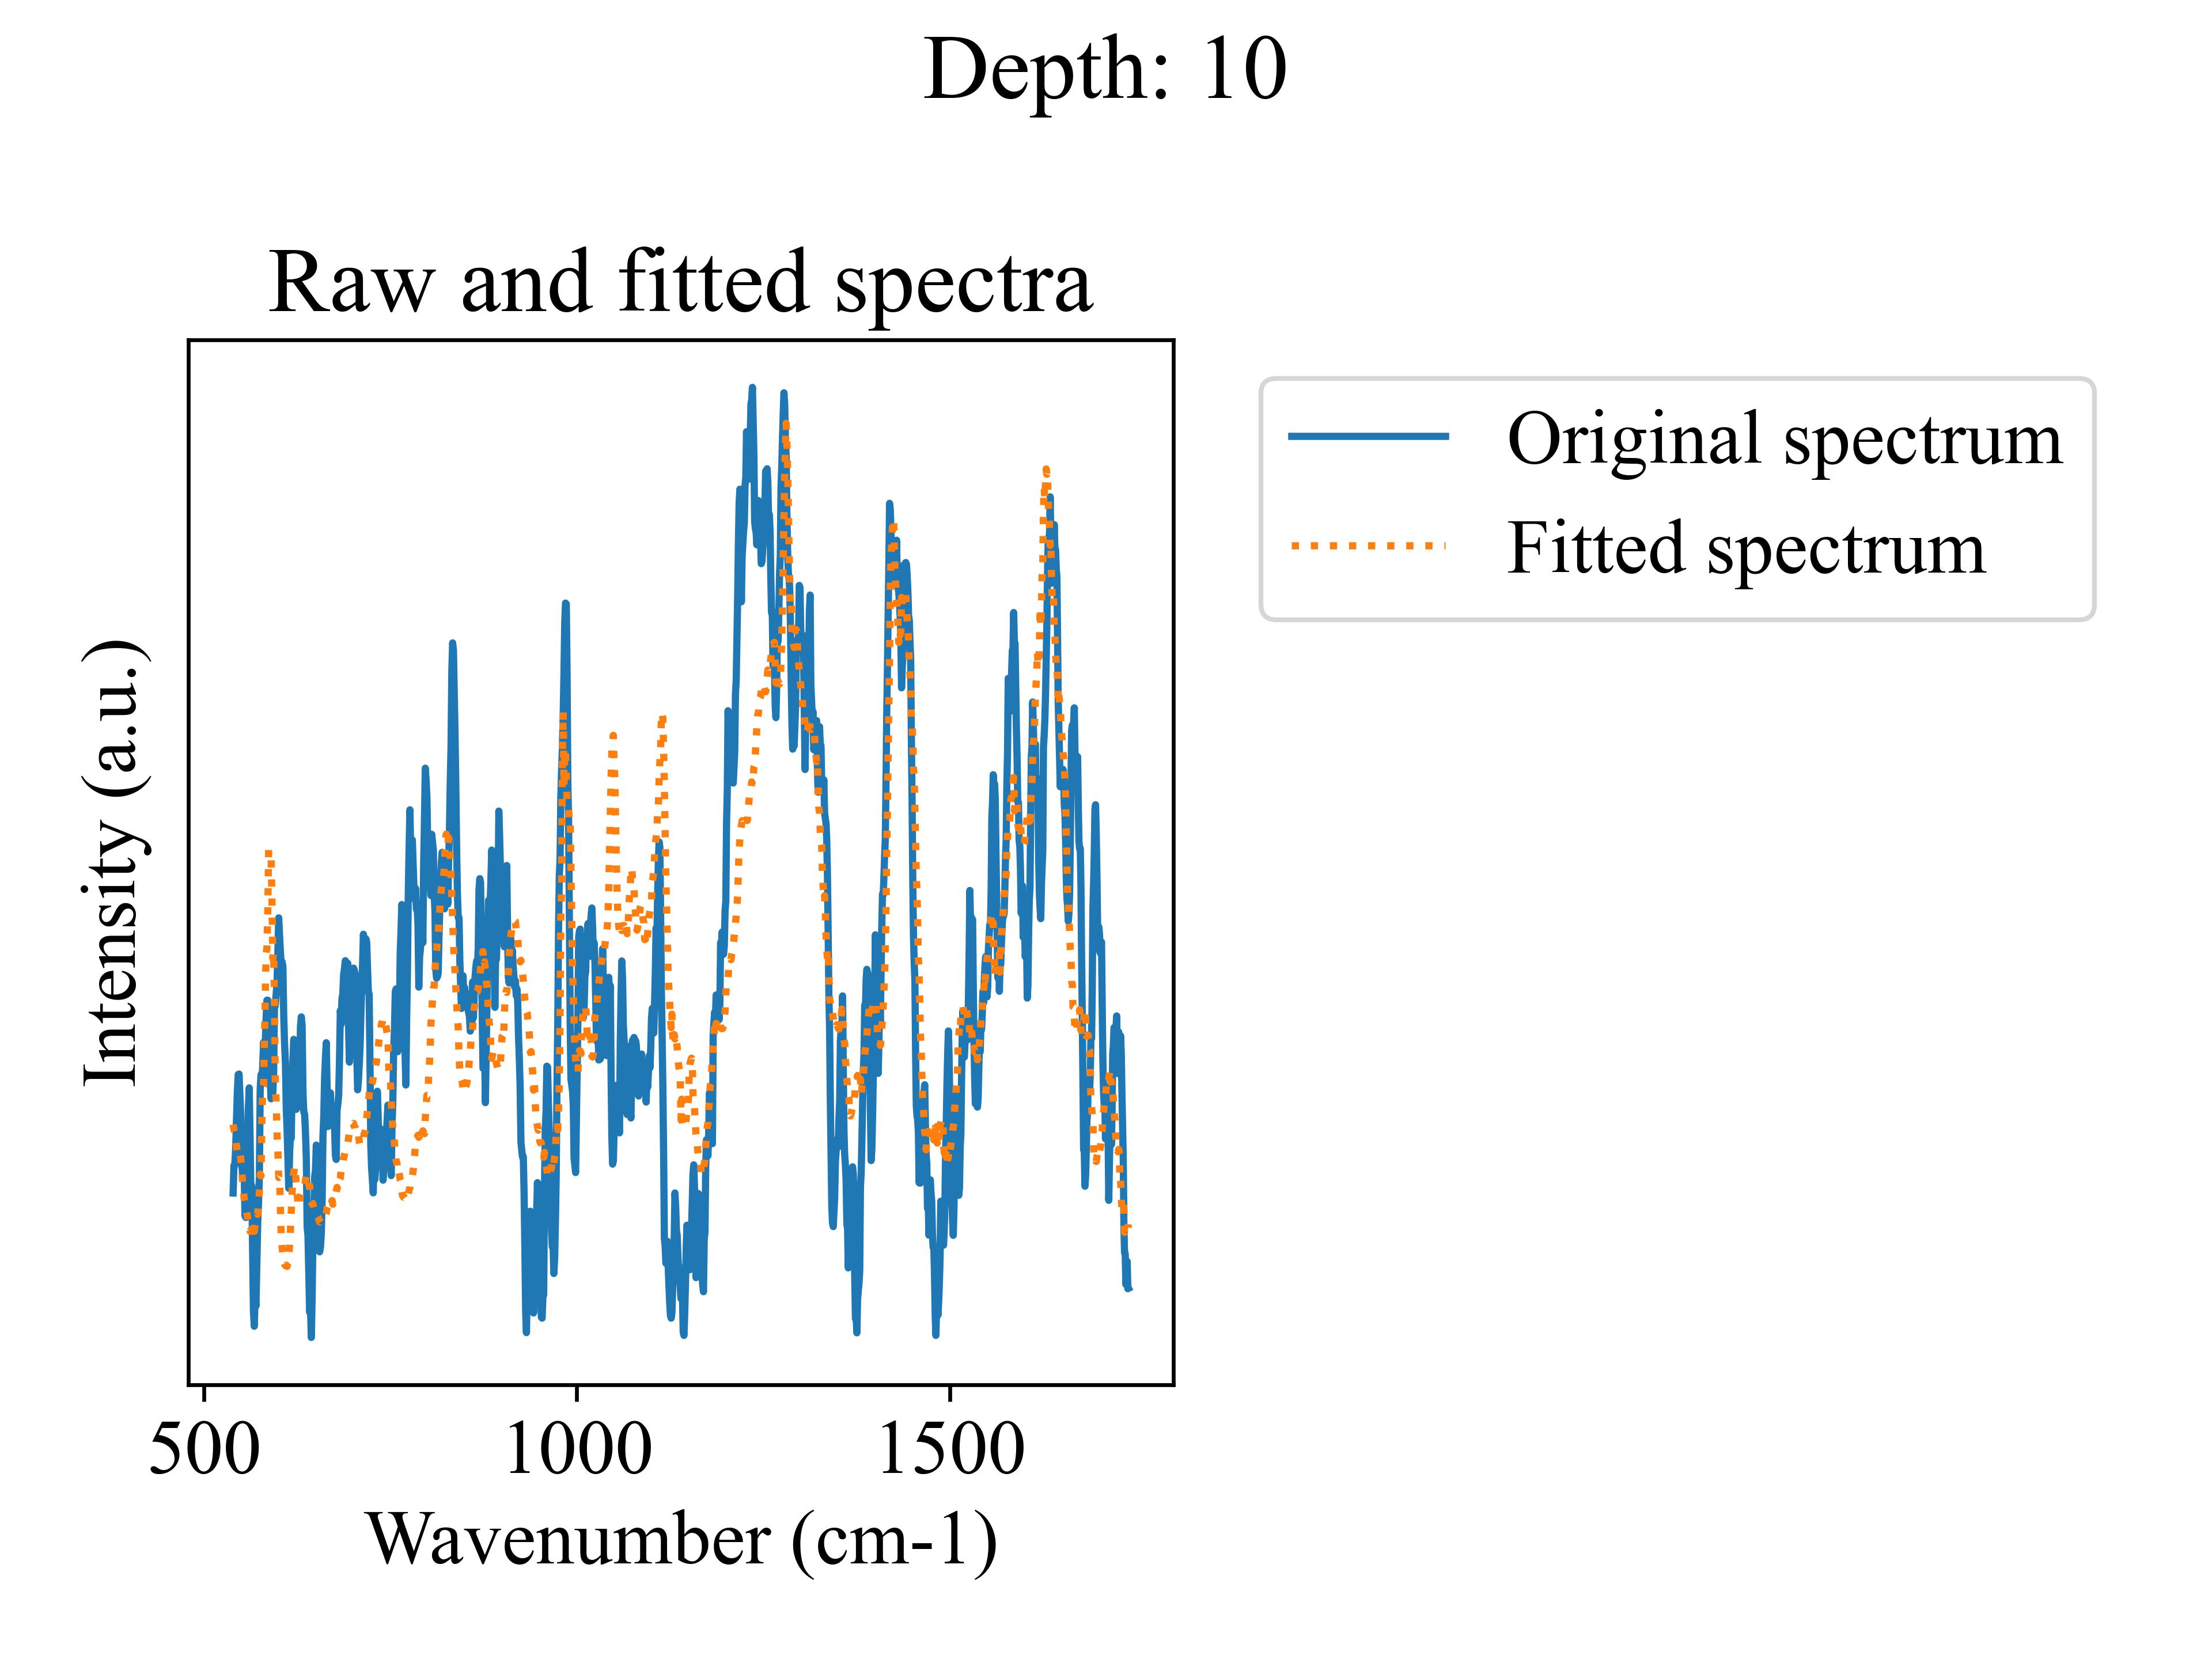 Depth: 10
Raw and fitted spectra
Original spectrum
Fitted spectrum
Intensity (a.u.)
500 1000 1500
Wavenumber (cm-1)